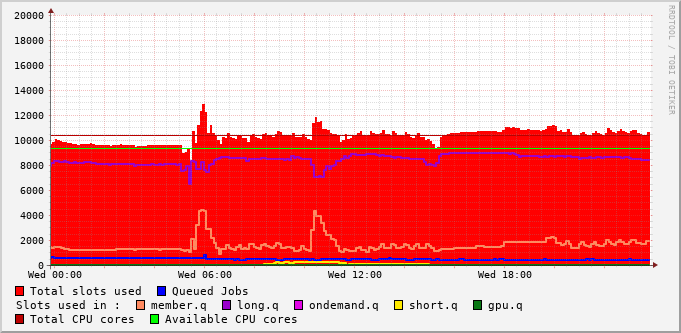 20000
18000
16000
14000
12000
10000
8000
6000
4000
2000
0
Wed 00:00 Wed 06:00 Wed 12:00 Wed 18:00
Total slots used Queued Jobs
Slots used in : member.q long.q ondemand.q short.q gpu.q
Total CPU cores Available CPU cores
RRDTOOL / TOBI OETIKER